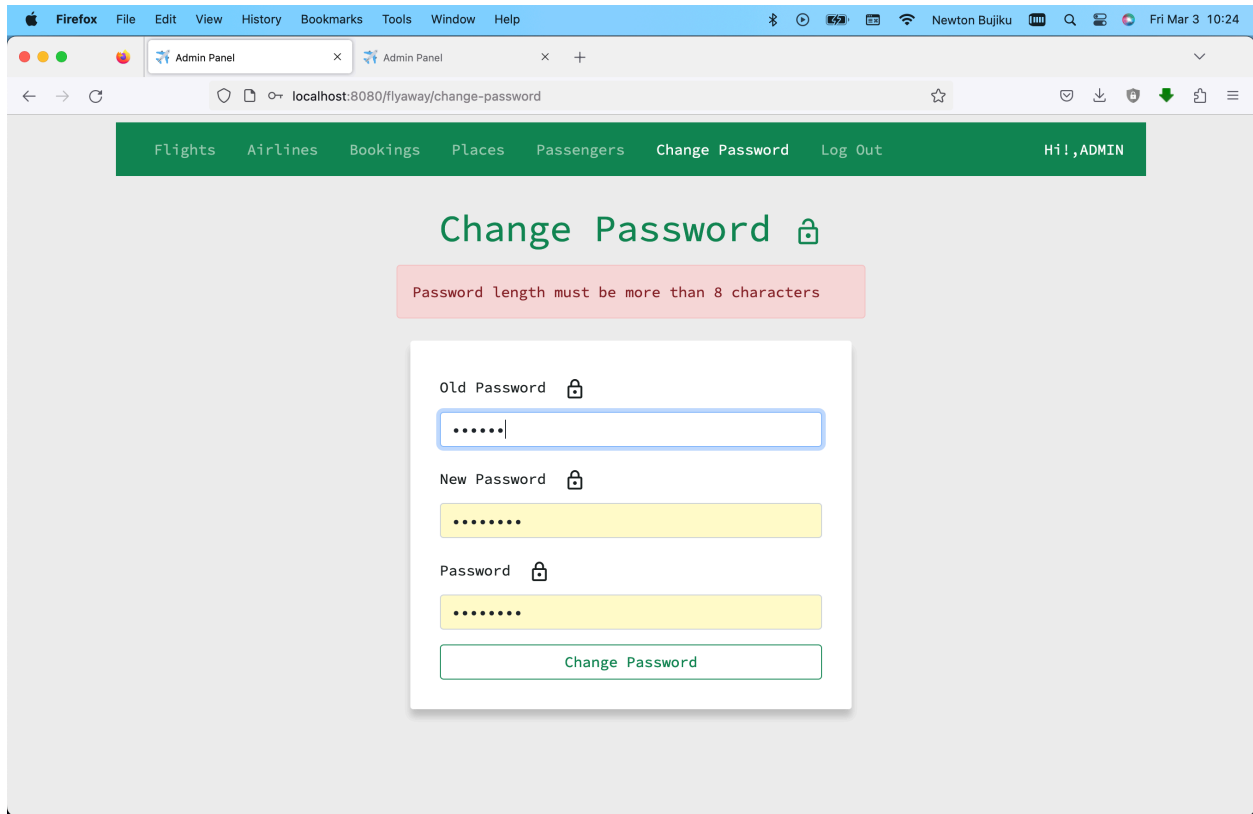 Firefox File Edit View History Bookmarks Tools Window Help Newton Bujiku Fri Mar 3 10:24
Admin Panel Admin Panel
localhost:8080/flyaway/change-password
Flights Airlines Bookings Places Passengers Change Password Log Out Hi!,ADMIN
Change Password
Password length must be more than 8 characters
Old Password
••••••
New Password
••••••••
Password
••••••••
Change Password